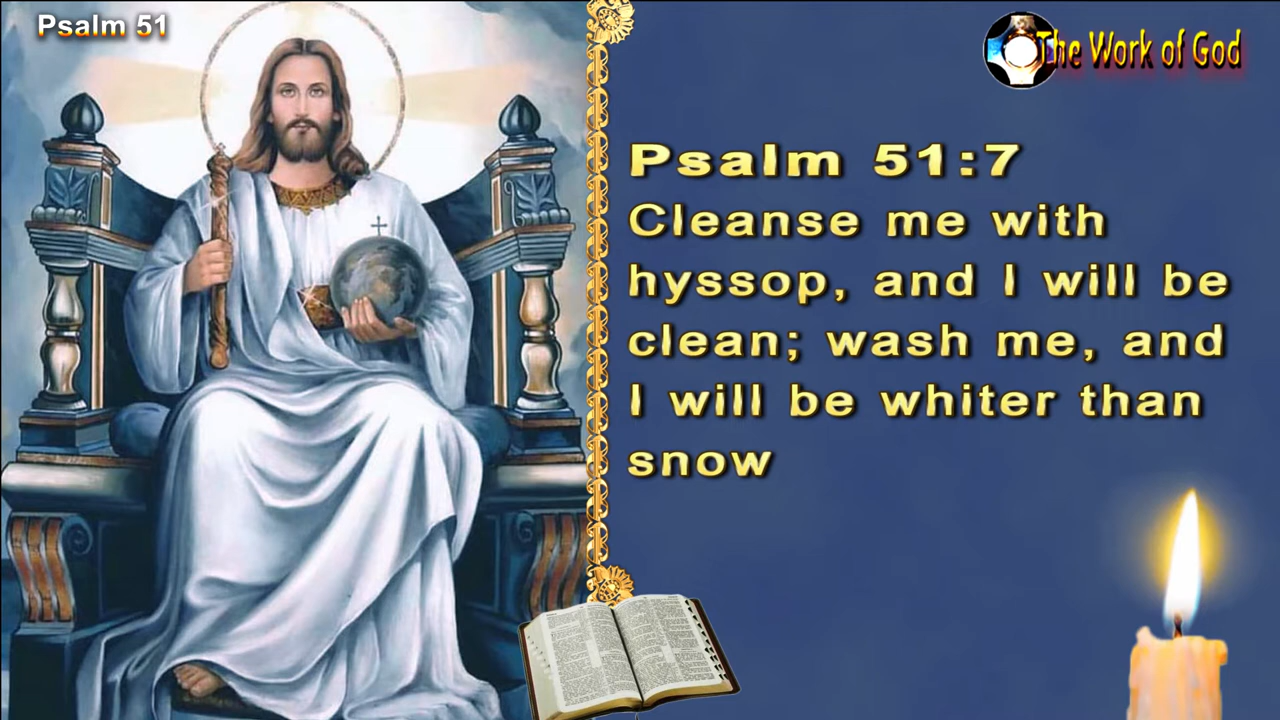 Psalm 51
The Work of God
Psalm 51:7
Cleanse me with
hyssop, and I will be
clean; wash me, and
I will be whiter than
snow